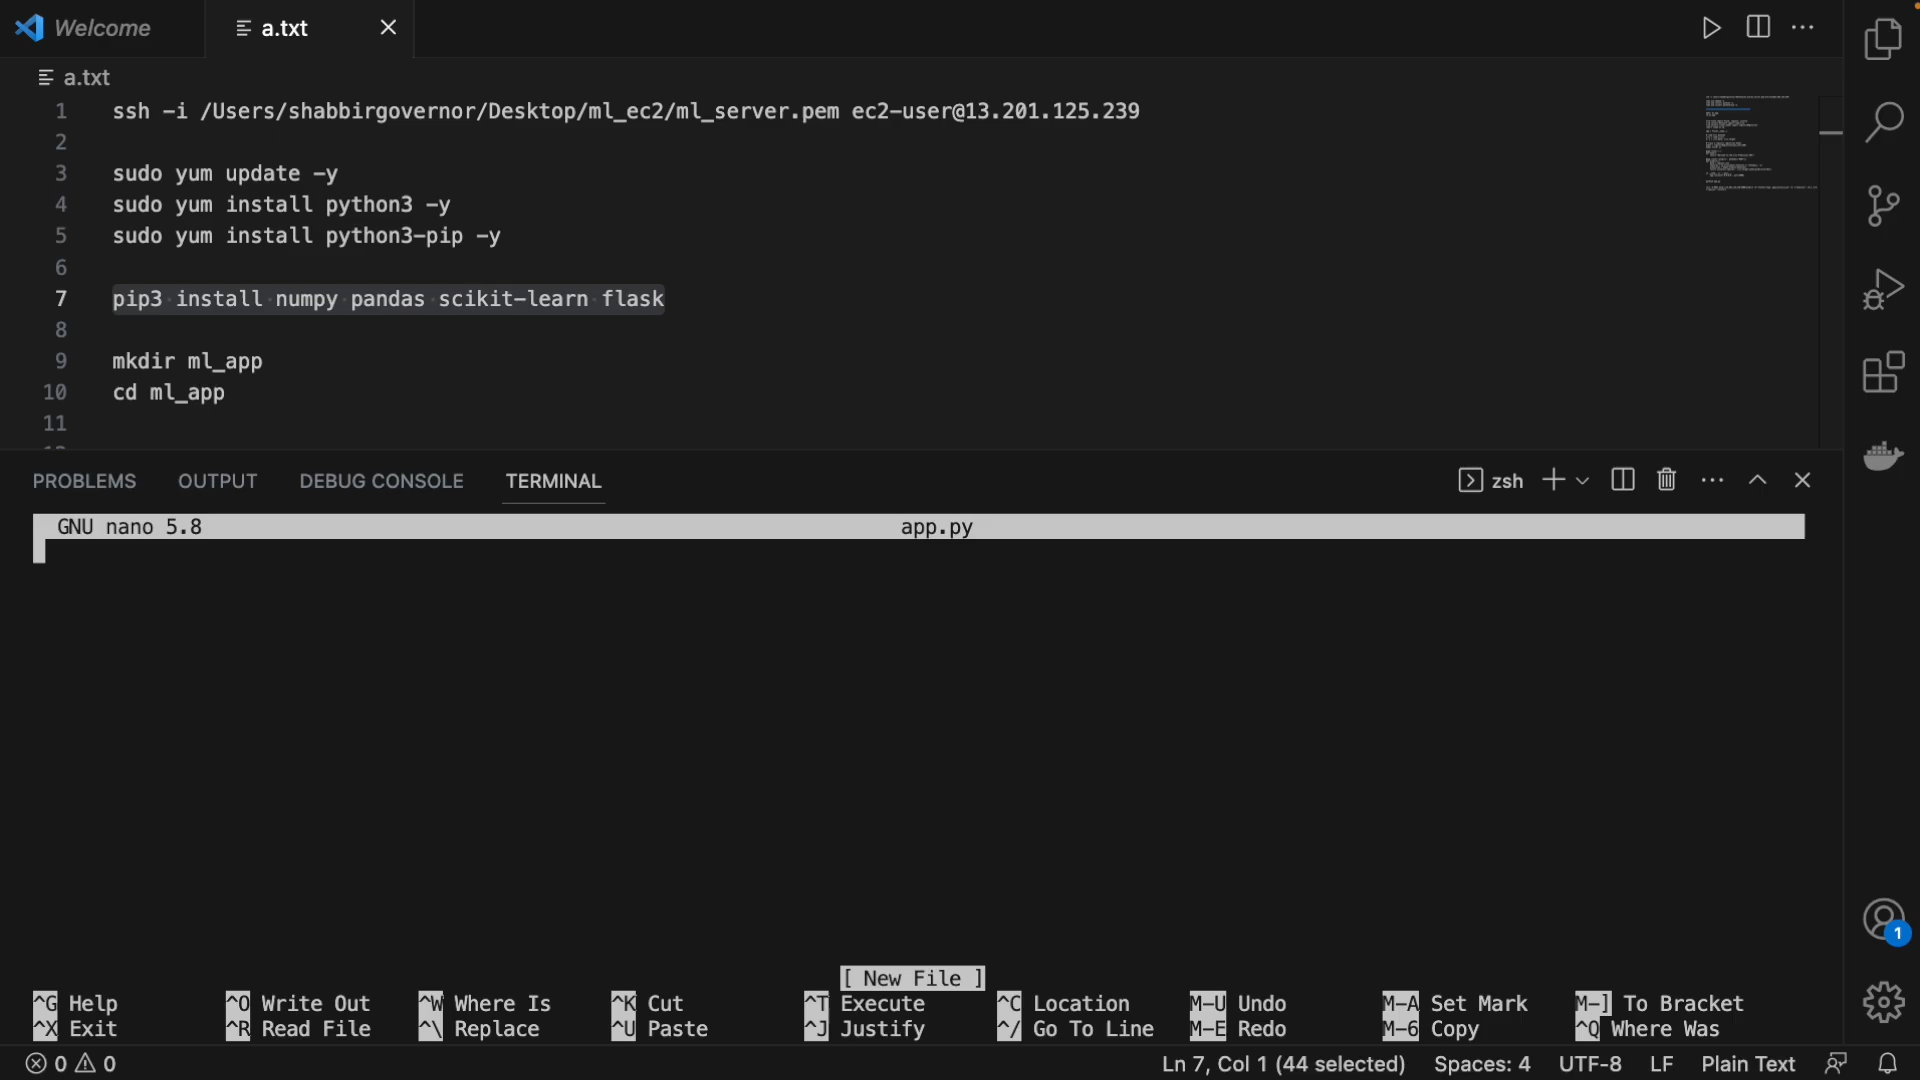 Welcome
a.txt
a.txt
1 ssh -i /Users/shabbirgovernor/Desktop/ml_ec2/ml_server.pem ec2-user@13.201.125.239
2
3 sudo yum update -y
4 sudo yum install python3 -y
5 sudo yum install python3-pip -y
6
7 pip3 install numpy pandas scikit-learn flask
8
9 mkdir ml_app
10 cd ml_app
11
PROBLEMS OUTPUT DEBUG CONSOLE TERMINAL
zsh
GNU nano 5.8 app.py
[ New File ]
^G Help ^O Write Out ^W Where Is ^K Cut ^T Execute ^C Location M-U Undo M-A Set Mark M-] To Bracket
^X Exit ^R Read File ^\ Replace ^U Paste ^J Justify ^/ Go To Line M-E Redo M-6 Copy ^Q Where Was
1
0 0 Ln 7, Col 1 (44 selected) Spaces: 4 UTF-8 LF Plain Text